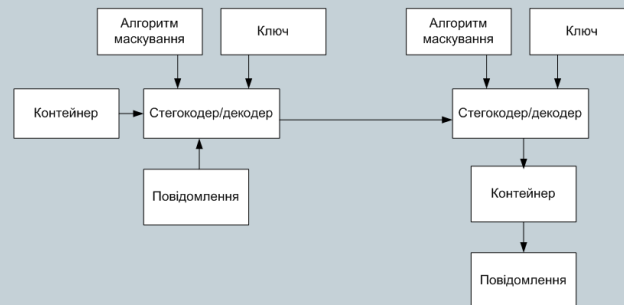 Алгоритм
маскування
Ключ
Алгоритм
маскування
Ключ
Контейнер
Стегокодер/декодер
Стегокодер/декодер
Повідомлення
Контейнер
Повідомлення